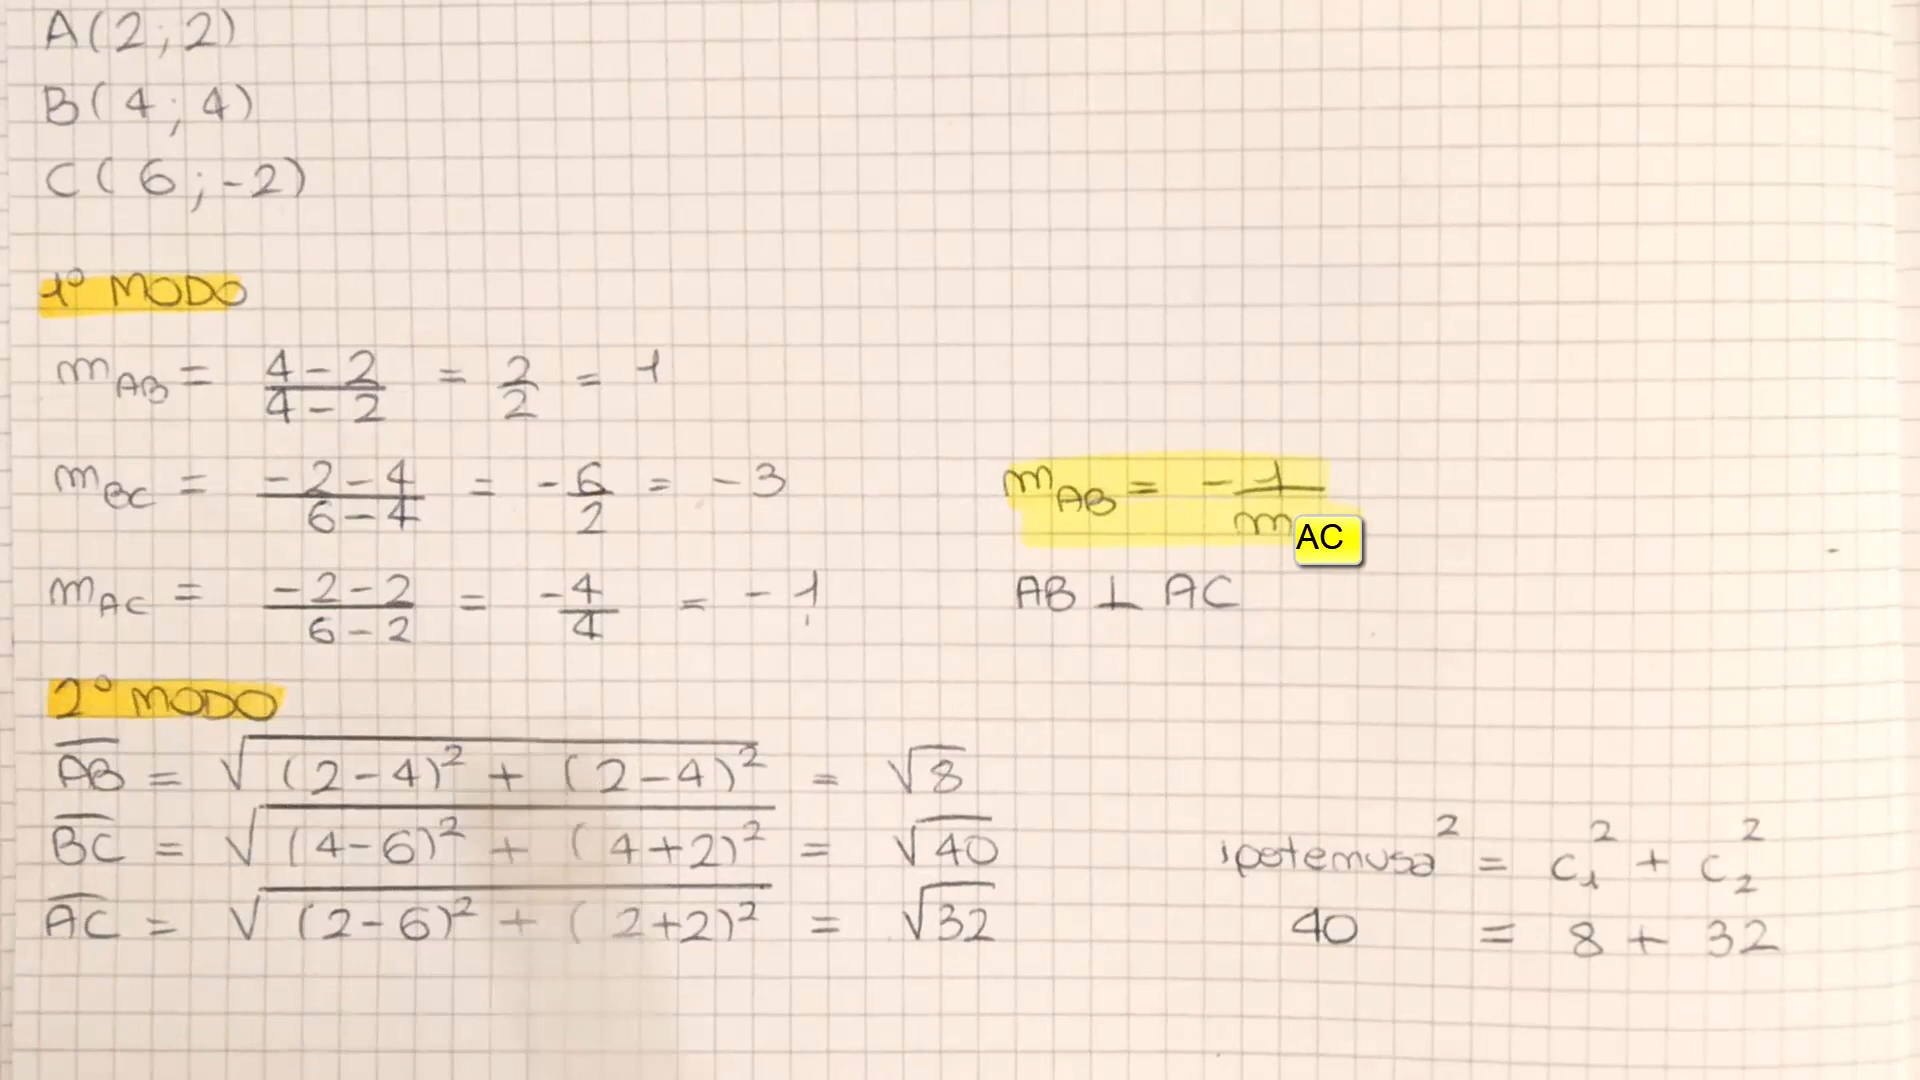 A(2;2)
B(4;4)
C(6;-2)
1° MODO
m_AB = (4-2)/(4-2) = 2/2 = 1
m_BC = (-2-4)/(6-4) = -6/2 = -3
m_AC = (-2-2)/(6-2) = -4/4 = -1
m_AB = -1/m_AC
AB ⊥ AC
2° MODO
AB = √((2-4)² + (2-4)²) = √8
BC = √((4-6)² + (4+2)²) = √40
AC = √((2-6)² + (2+2)²) = √32
ipotenusa² = c₁² + c₂²
40 = 8 + 32